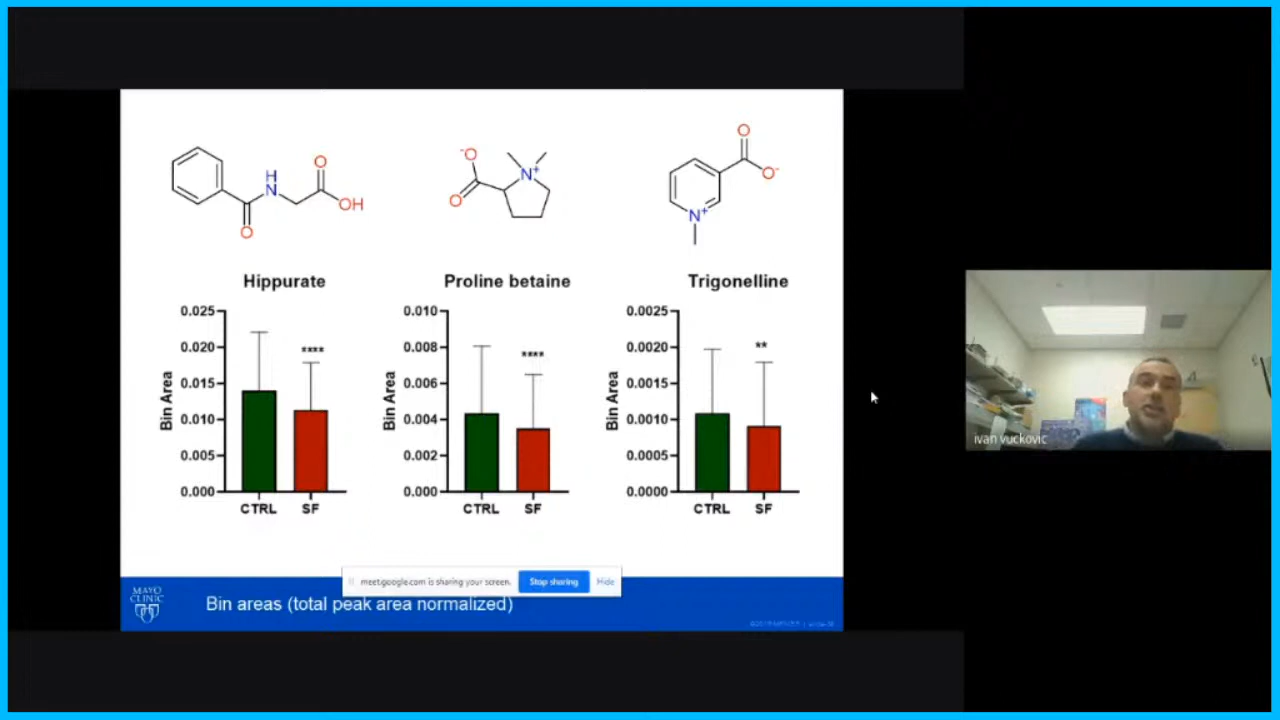 O
H
N
OH
O
-O
O
N+
O
O-
N+
Hippurate
Proline betaine
Trigonelline
Bin Area
0.025
0.020
0.015
0.010
0.005
0.000
****
CTRL SF
Bin Area
0.010
0.008
0.006
0.004
0.002
0.000
****
CTRL SF
Bin Area
0.0025
0.0020
0.0015
0.0010
0.0005
0.0000
**
CTRL SF
ivan vuckovic
meet.google.com is sharing your screen.
Stop sharing
Hide
MAYO
CLINIC
Bin areas (total peak area normalized)